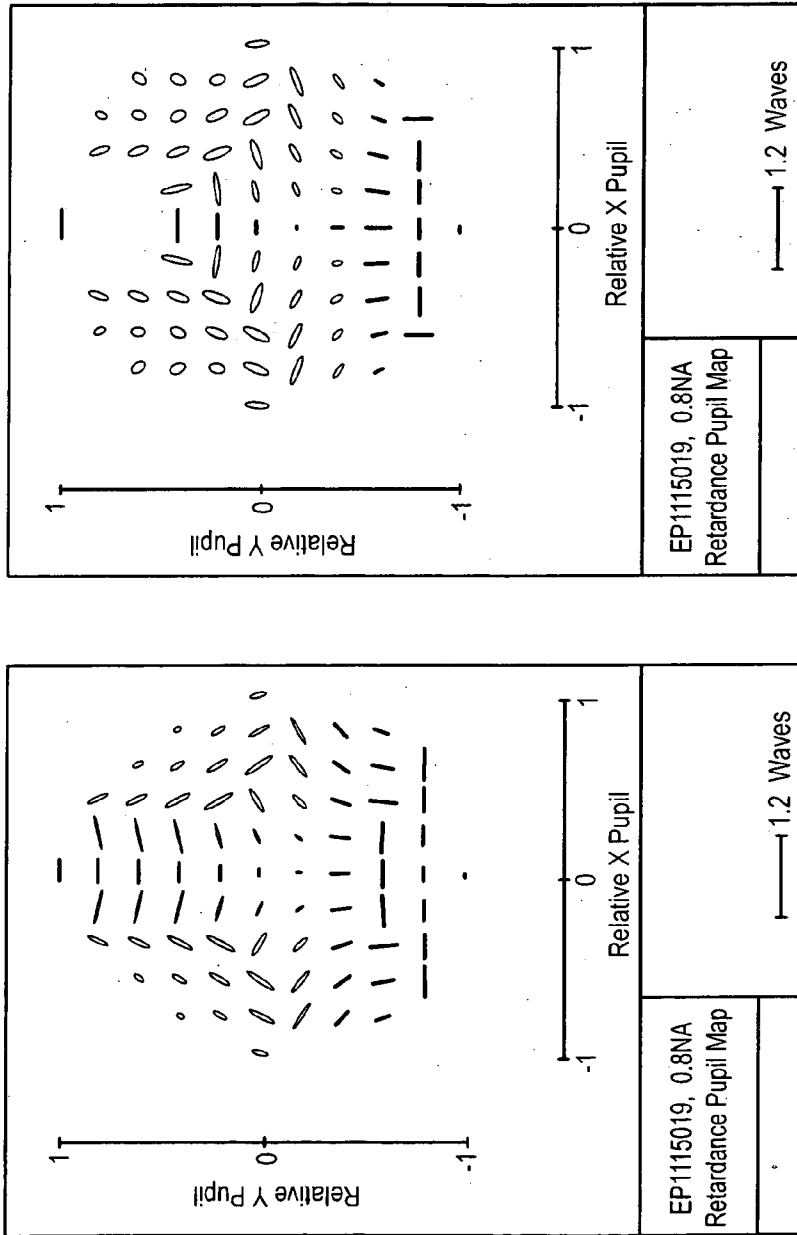 1
0
-1
Relative Y Pupil
-1
0
1
Relative X Pupil
EP1115019, 0.8NA
Retardance Pupil Map
1.2 Waves
1
0
-1
Relative Y Pupil
-1
0
1
Relative X Pupil
EP1115019, 0.8NA
Retardance Pupil Map
1.2 Waves